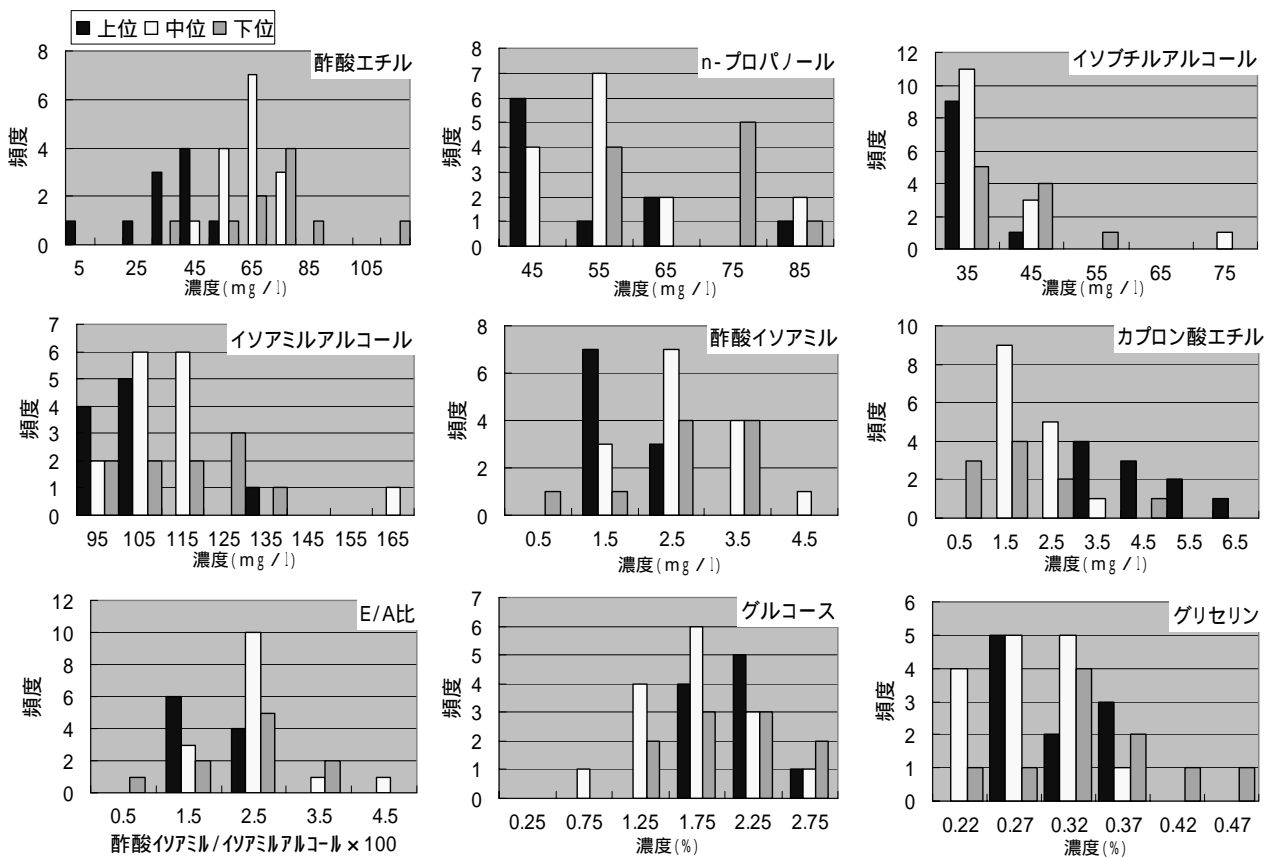 ■上位 □中位 ■下位
酢酸エチル
8
6
4
2
0
頻度
5 25 45 65 85 105
濃度(mg/l)
n-プロパノール
8
7
6
5
4
3
2
1
0
頻度
45 55 65 75 85
濃度(mg/l)
イソブチルアルコール
12
10
8
6
4
2
0
頻度
35 45 55 65 75
濃度(mg/l)
イソアミルアルコール
7
6
5
4
3
2
1
0
頻度
95 105 115 125 135 145 155 165
濃度(mg/l)
酢酸イソアミル
8
6
4
2
0
頻度
0.5 1.5 2.5 3.5 4.5
濃度(mg/l)
カプロン酸エチル
10
8
6
4
2
0
頻度
0.5 1.5 2.5 3.5 4.5 5.5 6.5
濃度(mg/l)
E/A比
12
10
8
6
4
2
0
頻度
0.5 1.5 2.5 3.5 4.5
酢酸イソアミル/イソアミルアルコール×100
グルコース
7
6
5
4
3
2
1
0
頻度
0.25 0.75 1.25 1.75 2.25 2.75
濃度(%)
グリセリン
6
5
4
3
2
1
0
頻度
0.22 0.27 0.32 0.37 0.42 0.47
濃度(%)